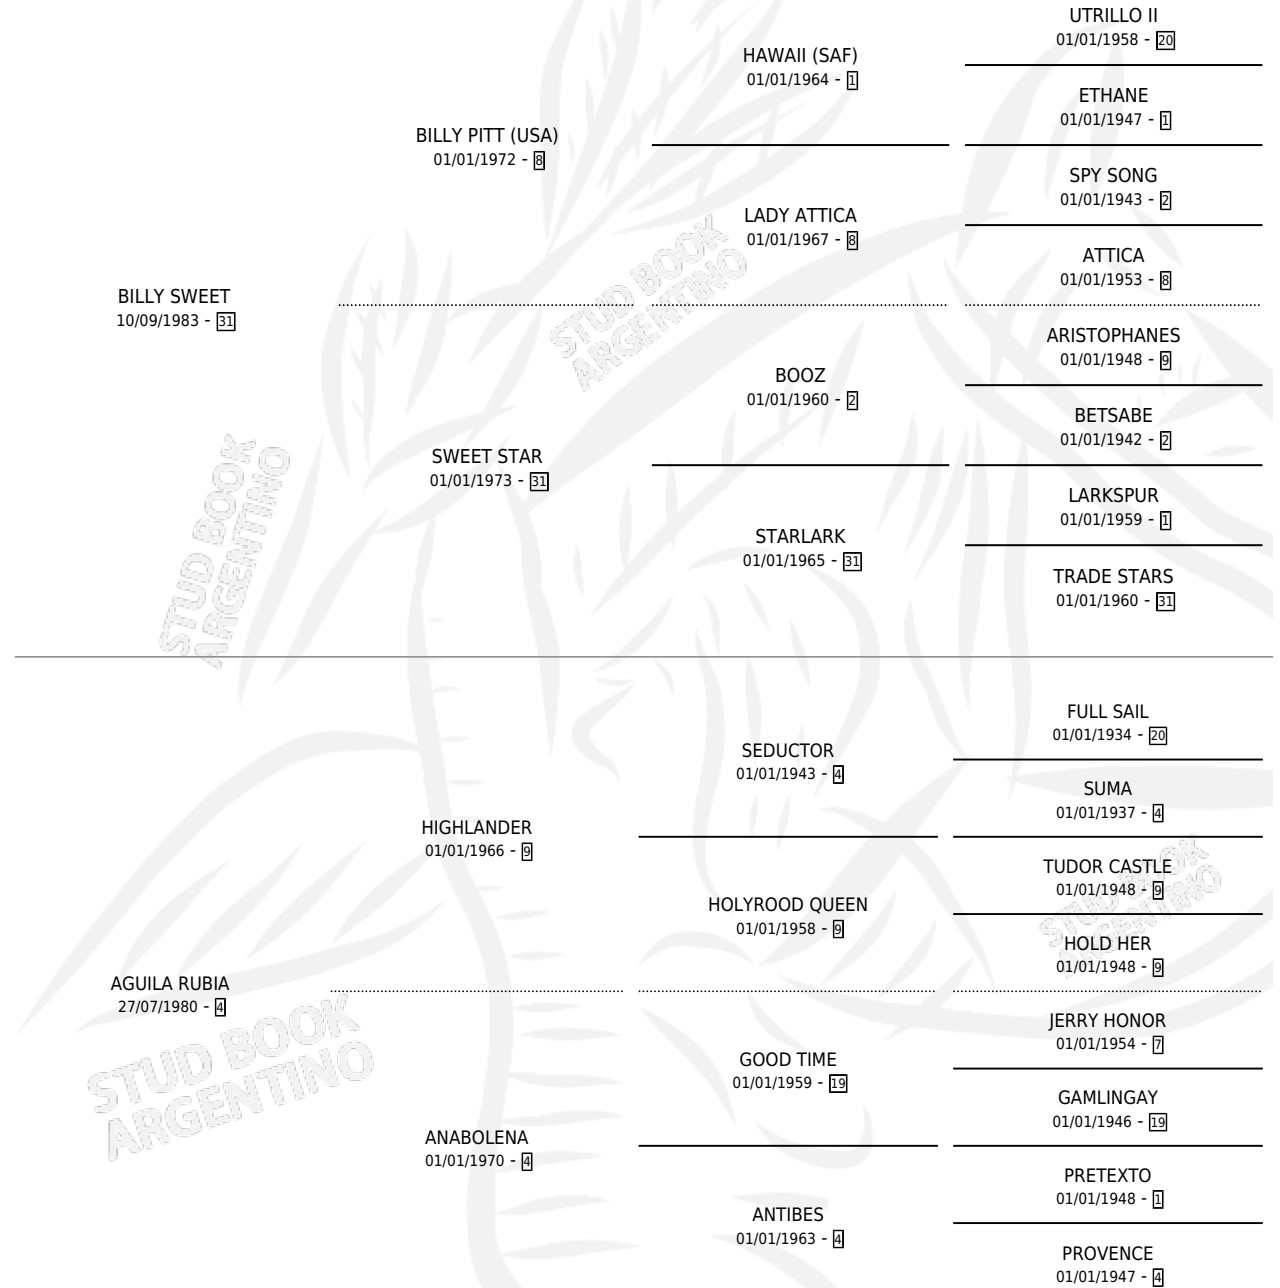 UTRILLO II
01/01/1958 - 20
HAWAII (SAF)
01/01/1964 - 1
ETHANE
01/01/1947 - 1
BILLY PITT (USA)
01/01/1972 - 8
SPY SONG
01/01/1943 - 2
LADY ATTICA
01/01/1967 - 8
ATTICA
01/01/1953 - 8
BILLY SWEET
10/09/1983 - 31
STUD BOOK
ARGENTINO
ARISTOPHANES
01/01/1948 - 9
BOOZ
01/01/1960 - 2
BETSABE
01/01/1942 - 2
SWEET STAR
01/01/1973 - 31
LARKSPUR
01/01/1959 - 1
STARLARK
01/01/1965 - 31
TRADE STARS
01/01/1960 - 31
STUD BOOK
ARGENTINO
FULL SAIL
01/01/1934 - 20
SEDUCTOR
01/01/1943 - 4
SUMA
01/01/1937 - 4
HIGHLANDER
01/01/1966 - 9
TUDOR CASTLE
01/01/1948 - 9
HOLYROOD QUEEN
01/01/1958 - 9
HOLD HER
01/01/1948 - 9
STUD BOOK
ARGENTINO
AGUILA RUBIA
27/07/1980 - 4
STUD BOOK
ARGENTINO
JERRY HONOR
01/01/1954 - 7
GOOD TIME
01/01/1959 - 19
GAMLINGAY
01/01/1946 - 19
ANABOLENA
01/01/1970 - 4
PRETEXTO
01/01/1948 - 1
ANTIBES
01/01/1963 - 4
PROVENCE
01/01/1947 - 4